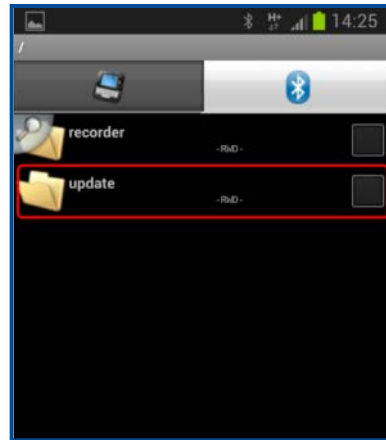 H+ 14:25
/
recorder
-RWD-
update
-RWD-